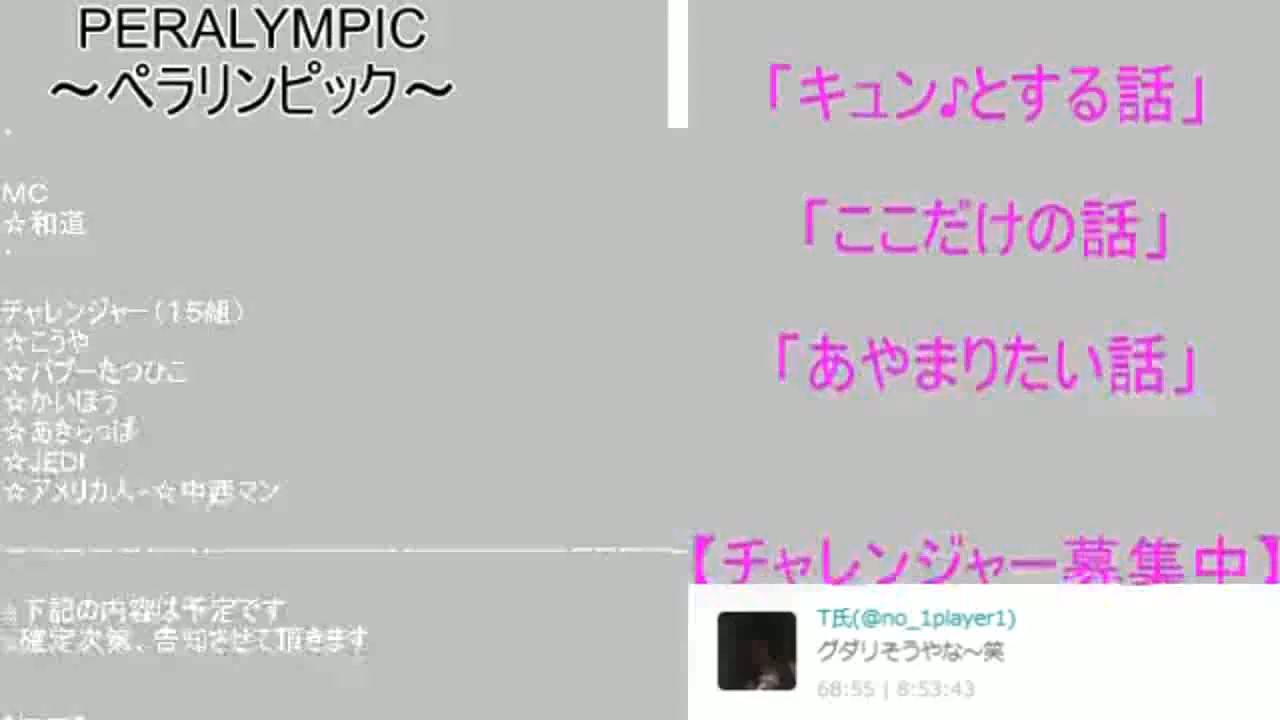 PERALYMPIC
～ペラリンピック～
MC
☆和道
チャレンジャー（15組）
☆こうや
☆バブーたつひこ
☆かいほう
☆あきらっぱ
☆JEDI
☆アメリカ人-☆中西マン
※下記の内容は予定です
※確定次第、告知させて頂きます
「キュン♪とする話」
「ここだけの話」
「あやまりたい話」
【チャレンジャー募集中】
T氏(@no_1player1)
グダりそうやな～笑
68:55 | 8:53:43